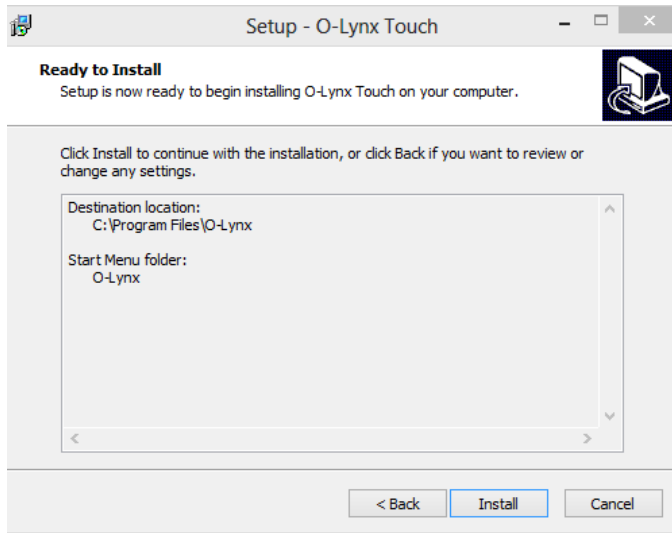 Setup - O-Lynx Touch
Ready to Install
Setup is now ready to begin installing O-Lynx Touch on your computer.
Click Install to continue with the installation, or click Back if you want to review or
change any settings.
Destination location:
C:\Program Files\O-Lynx
Start Menu folder:
O-Lynx
< Back Install Cancel